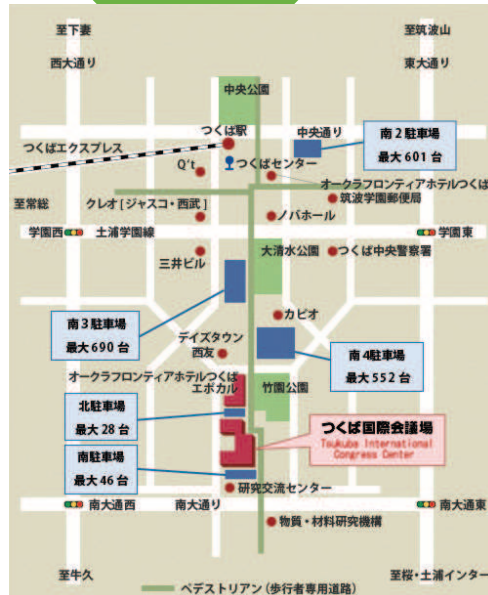 至下妻
至筑波山
西大通り
東大通り
中央公園
つくば駅
中央通り
南2駐車場
最大601台
つくばエクスプレス
Q't
つくばセンター
オークラフロンティアホテルつくば
筑波学園郵便局
至常総
クレオ[ジャスコ・西武]
ノバホール
学園西
土浦学園線
学園東
三井ビル
大清水公園
つくば中央警察署
南3駐車場
最大690台
カピオ
デイズタウン
西友
南4駐車場
最大552台
オークラフロンティアホテルつくば
エポカル
竹園公園
北駐車場
最大28台
つくば国際会議場
Tsukuba International
Congress Center
南駐車場
最大46台
研究交流センター
南大通西
南大通り
南大通東
物質・材料研究機構
至牛久
至桜・土浦インター
ペデストリアン(歩行者専用道路)